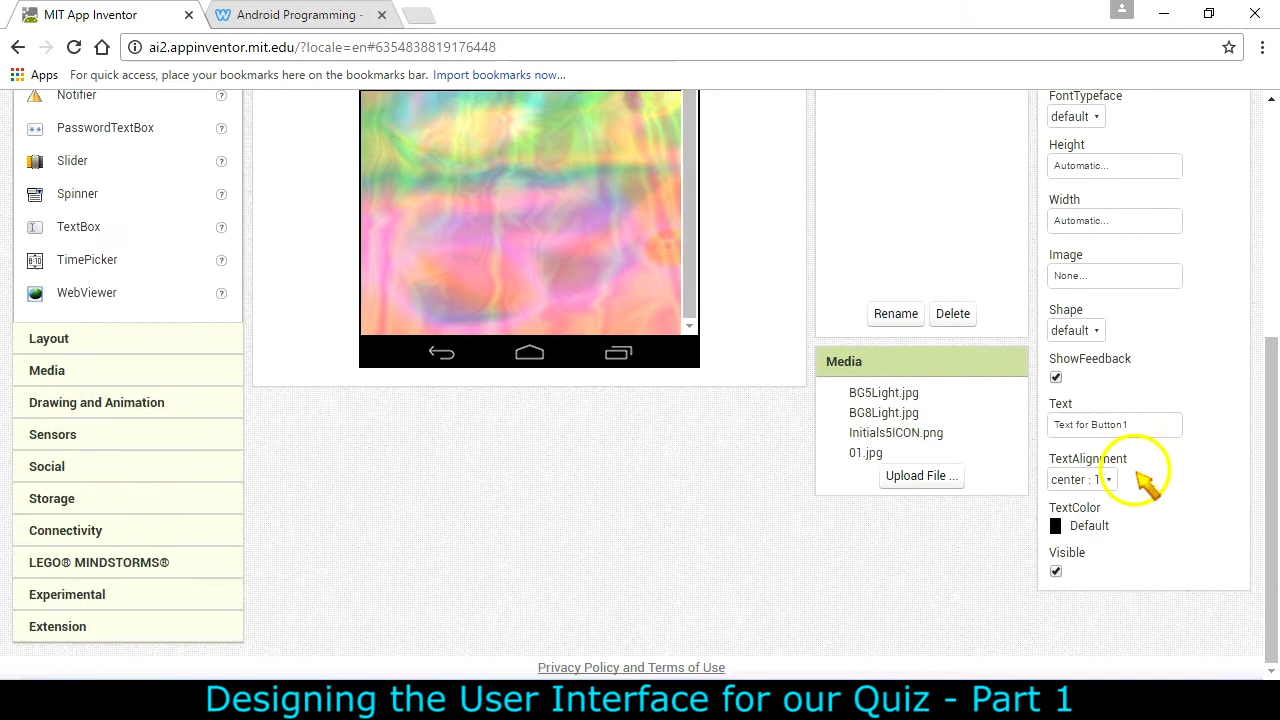 MIT App Inventor
Android Programming -
ai2.appinventor.mit.edu/?locale=en#6354838819176448
Apps
For quick access, place your bookmarks here on the bookmarks bar.
Import bookmarks now...
Notifier
?
PasswordTextBox
?
Slider
?
Spinner
?
TextBox
?
TimePicker
?
WebViewer
?
Layout
Media
Drawing and Animation
Sensors
Social
Storage
Connectivity
LEGO® MINDSTORMS®
Experimental
Extension
Rename
Delete
Media
BG5Light.jpg
BG8Light.jpg
Initials5ICON.png
01.jpg
Upload File ...
FontTypeface
default
Height
Automatic...
Width
Automatic...
Image
None...
Shape
default
ShowFeedback
Text
Text for Button1
TextAlignment
center : 1
TextColor
Default
Visible
Privacy Policy and Terms of Use
Designing the User Interface for our Quiz - Part 1